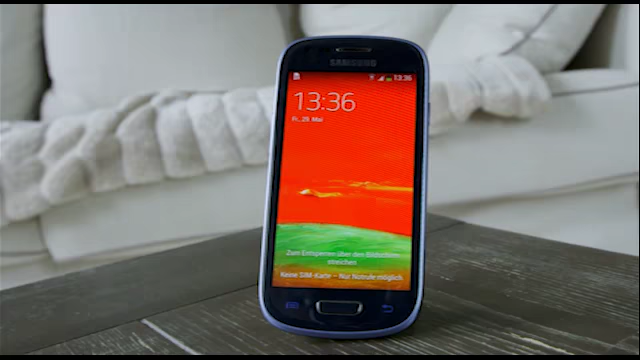 SAMSUNG
13:36
13:36
Fr., 29. Mai
Zum Entsperren über den Bildschirm
streichen
Keine SIM-Karte – Nur Notrufe möglich